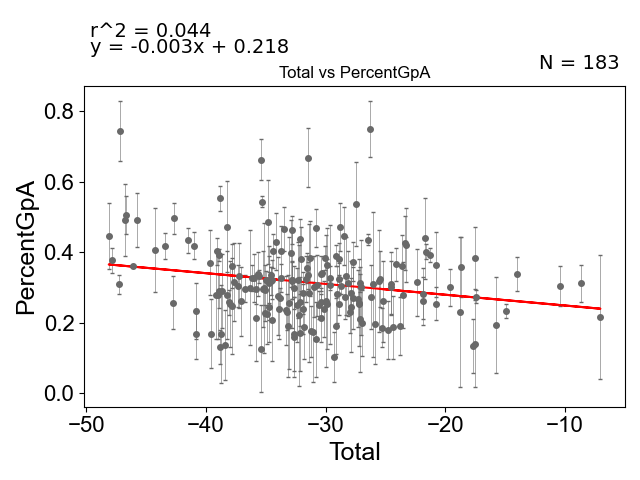 r^2 = 0.044
y = -0.003x + 0.218
N = 183
Total vs PercentGpA
PercentGpA
0.8
0.6
0.4
0.2
0.0
−50
−40
−30
−20
−10
Total